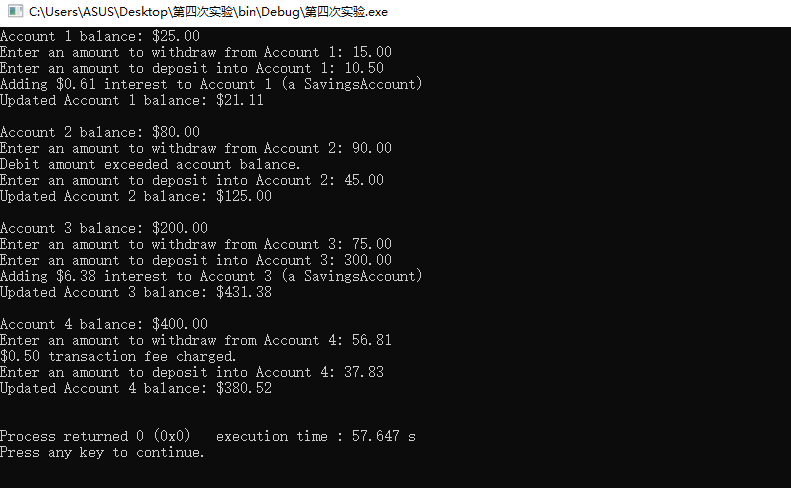 C:\Users\ASUS\Desktop\第四次实验\bin\Debug\第四次实验.exe
Account 1 balance: $25.00
Enter an amount to withdraw from Account 1: 15.00
Enter an amount to deposit into Account 1: 10.50
Adding $0.61 interest to Account 1 (a SavingsAccount)
Updated Account 1 balance: $21.11
Account 2 balance: $80.00
Enter an amount to withdraw from Account 2: 90.00
Debit amount exceeded account balance.
Enter an amount to deposit into Account 2: 45.00
Updated Account 2 balance: $125.00
Account 3 balance: $200.00
Enter an amount to withdraw from Account 3: 75.00
Enter an amount to deposit into Account 3: 300.00
Adding $6.38 interest to Account 3 (a SavingsAccount)
Updated Account 3 balance: $431.38
Account 4 balance: $400.00
Enter an amount to withdraw from Account 4: 56.81
$0.50 transaction fee charged.
Enter an amount to deposit into Account 4: 37.83
Updated Account 4 balance: $380.52
Process returned 0 (0x0)   execution time : 57.647 s
Press any key to continue.